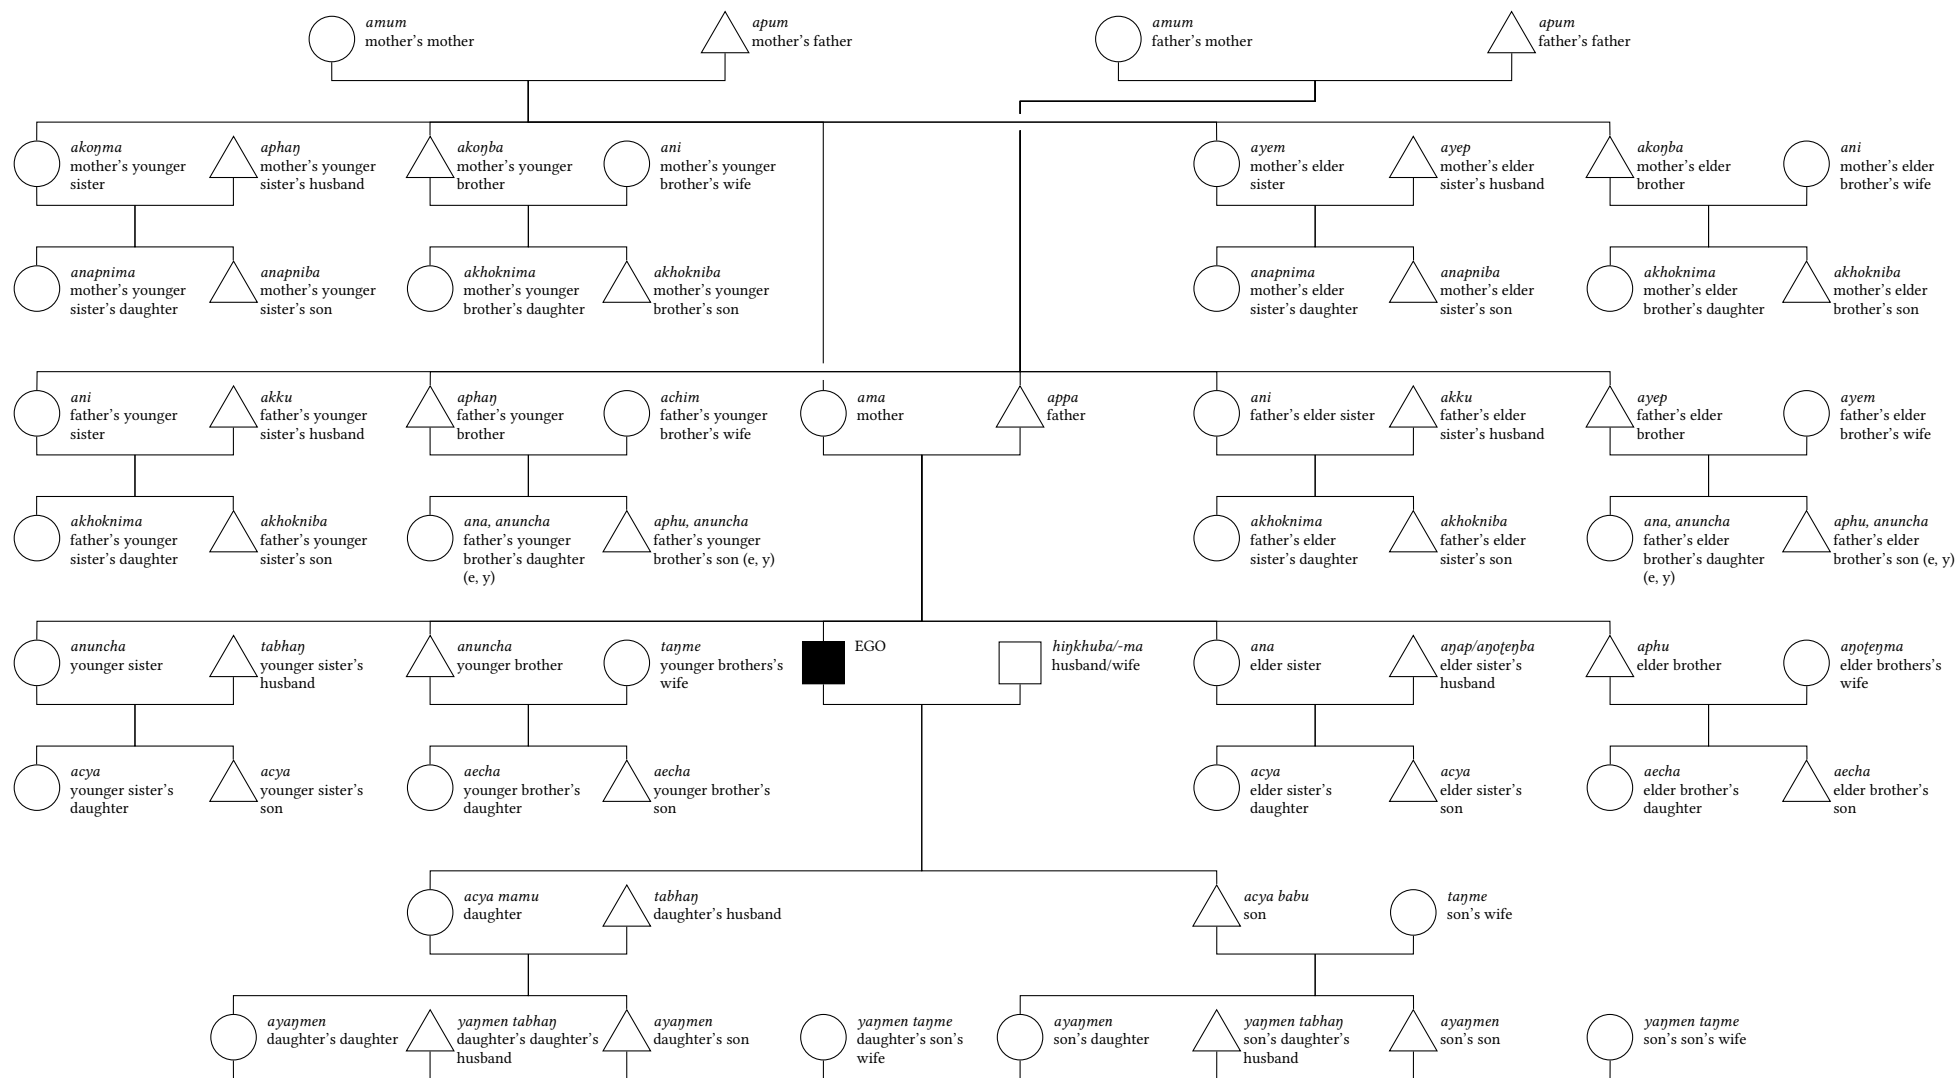 amum
mother's mother
apum
mother's father
amum
father's mother
apum
father's father
akoŋma
mother's younger
sister
aphaŋ
mother's younger
sister's husband
akoŋba
mother's younger
brother
ani
mother's younger
brother's wife
ayem
mother's elder
sister
ayep
mother's elder
sister's husband
akoŋba
mother's elder
brother
ani
mother's elder
brother's wife
anapnima
mother's younger
sister's daughter
anapniba
mother's younger
sister's son
akhoknima
mother's younger
brother's daughter
akhokniba
mother's younger
brother's son
anapnima
mother's elder
sister's daughter
anapniba
mother's elder
sister's son
akhoknima
mother's elder
brother's daughter
akhokniba
mother's elder
brother's son
ani
father's younger
sister
akku
father's younger
sister's husband
aphaŋ
father's younger
brother
achim
father's younger
brother's wife
ama
mother
appa
father
ani
father's elder sister
akku
father's elder
sister's husband
ayep
father's elder
brother
ayem
father's elder
brother's wife
akhoknima
father's younger
sister's daughter
akhokniba
father's younger
sister's son
ana, anuncha
father's younger
brother's daughter
(e, y)
aphu, anuncha
father's younger
brother's son (e, y)
akhoknima
father's elder
sister's daughter
akhokniba
father's elder
sister's son
ana, anuncha
father's elder
brother's daughter
(e, y)
aphu, anuncha
father's elder
brother's son (e, y)
anuncha
younger sister
tabhaŋ
younger sister's
husband
anuncha
younger brother
taŋme
younger brothers's
wife
EGO
hiŋkhuba/-ma
husband/wife
ana
elder sister
aŋap/aŋoʈeŋba
elder sister's
husband
aphu
elder brother
aŋoʈeŋma
elder brothers's
wife
acya
younger sister's
daughter
acya
younger sister's
son
aecha
younger brother's
daughter
aecha
younger brother's
son
acya
elder sister's
daughter
acya
elder sister's
son
aecha
elder brother's
daughter
aecha
elder brother's
son
acya mamu
daughter
tabhaŋ
daughter's husband
acya babu
son
taŋme
son's wife
ayaŋmen
daughter's daughter
yaŋmen tabhaŋ
daughter's daughter's
husband
ayaŋmen
daughter's son
yaŋmen taŋme
daughter's son's
wife
ayaŋmen
son's daughter
yaŋmen tabhaŋ
son's daughter's
husband
ayaŋmen
son's son
yaŋmen taŋme
son's son's wife